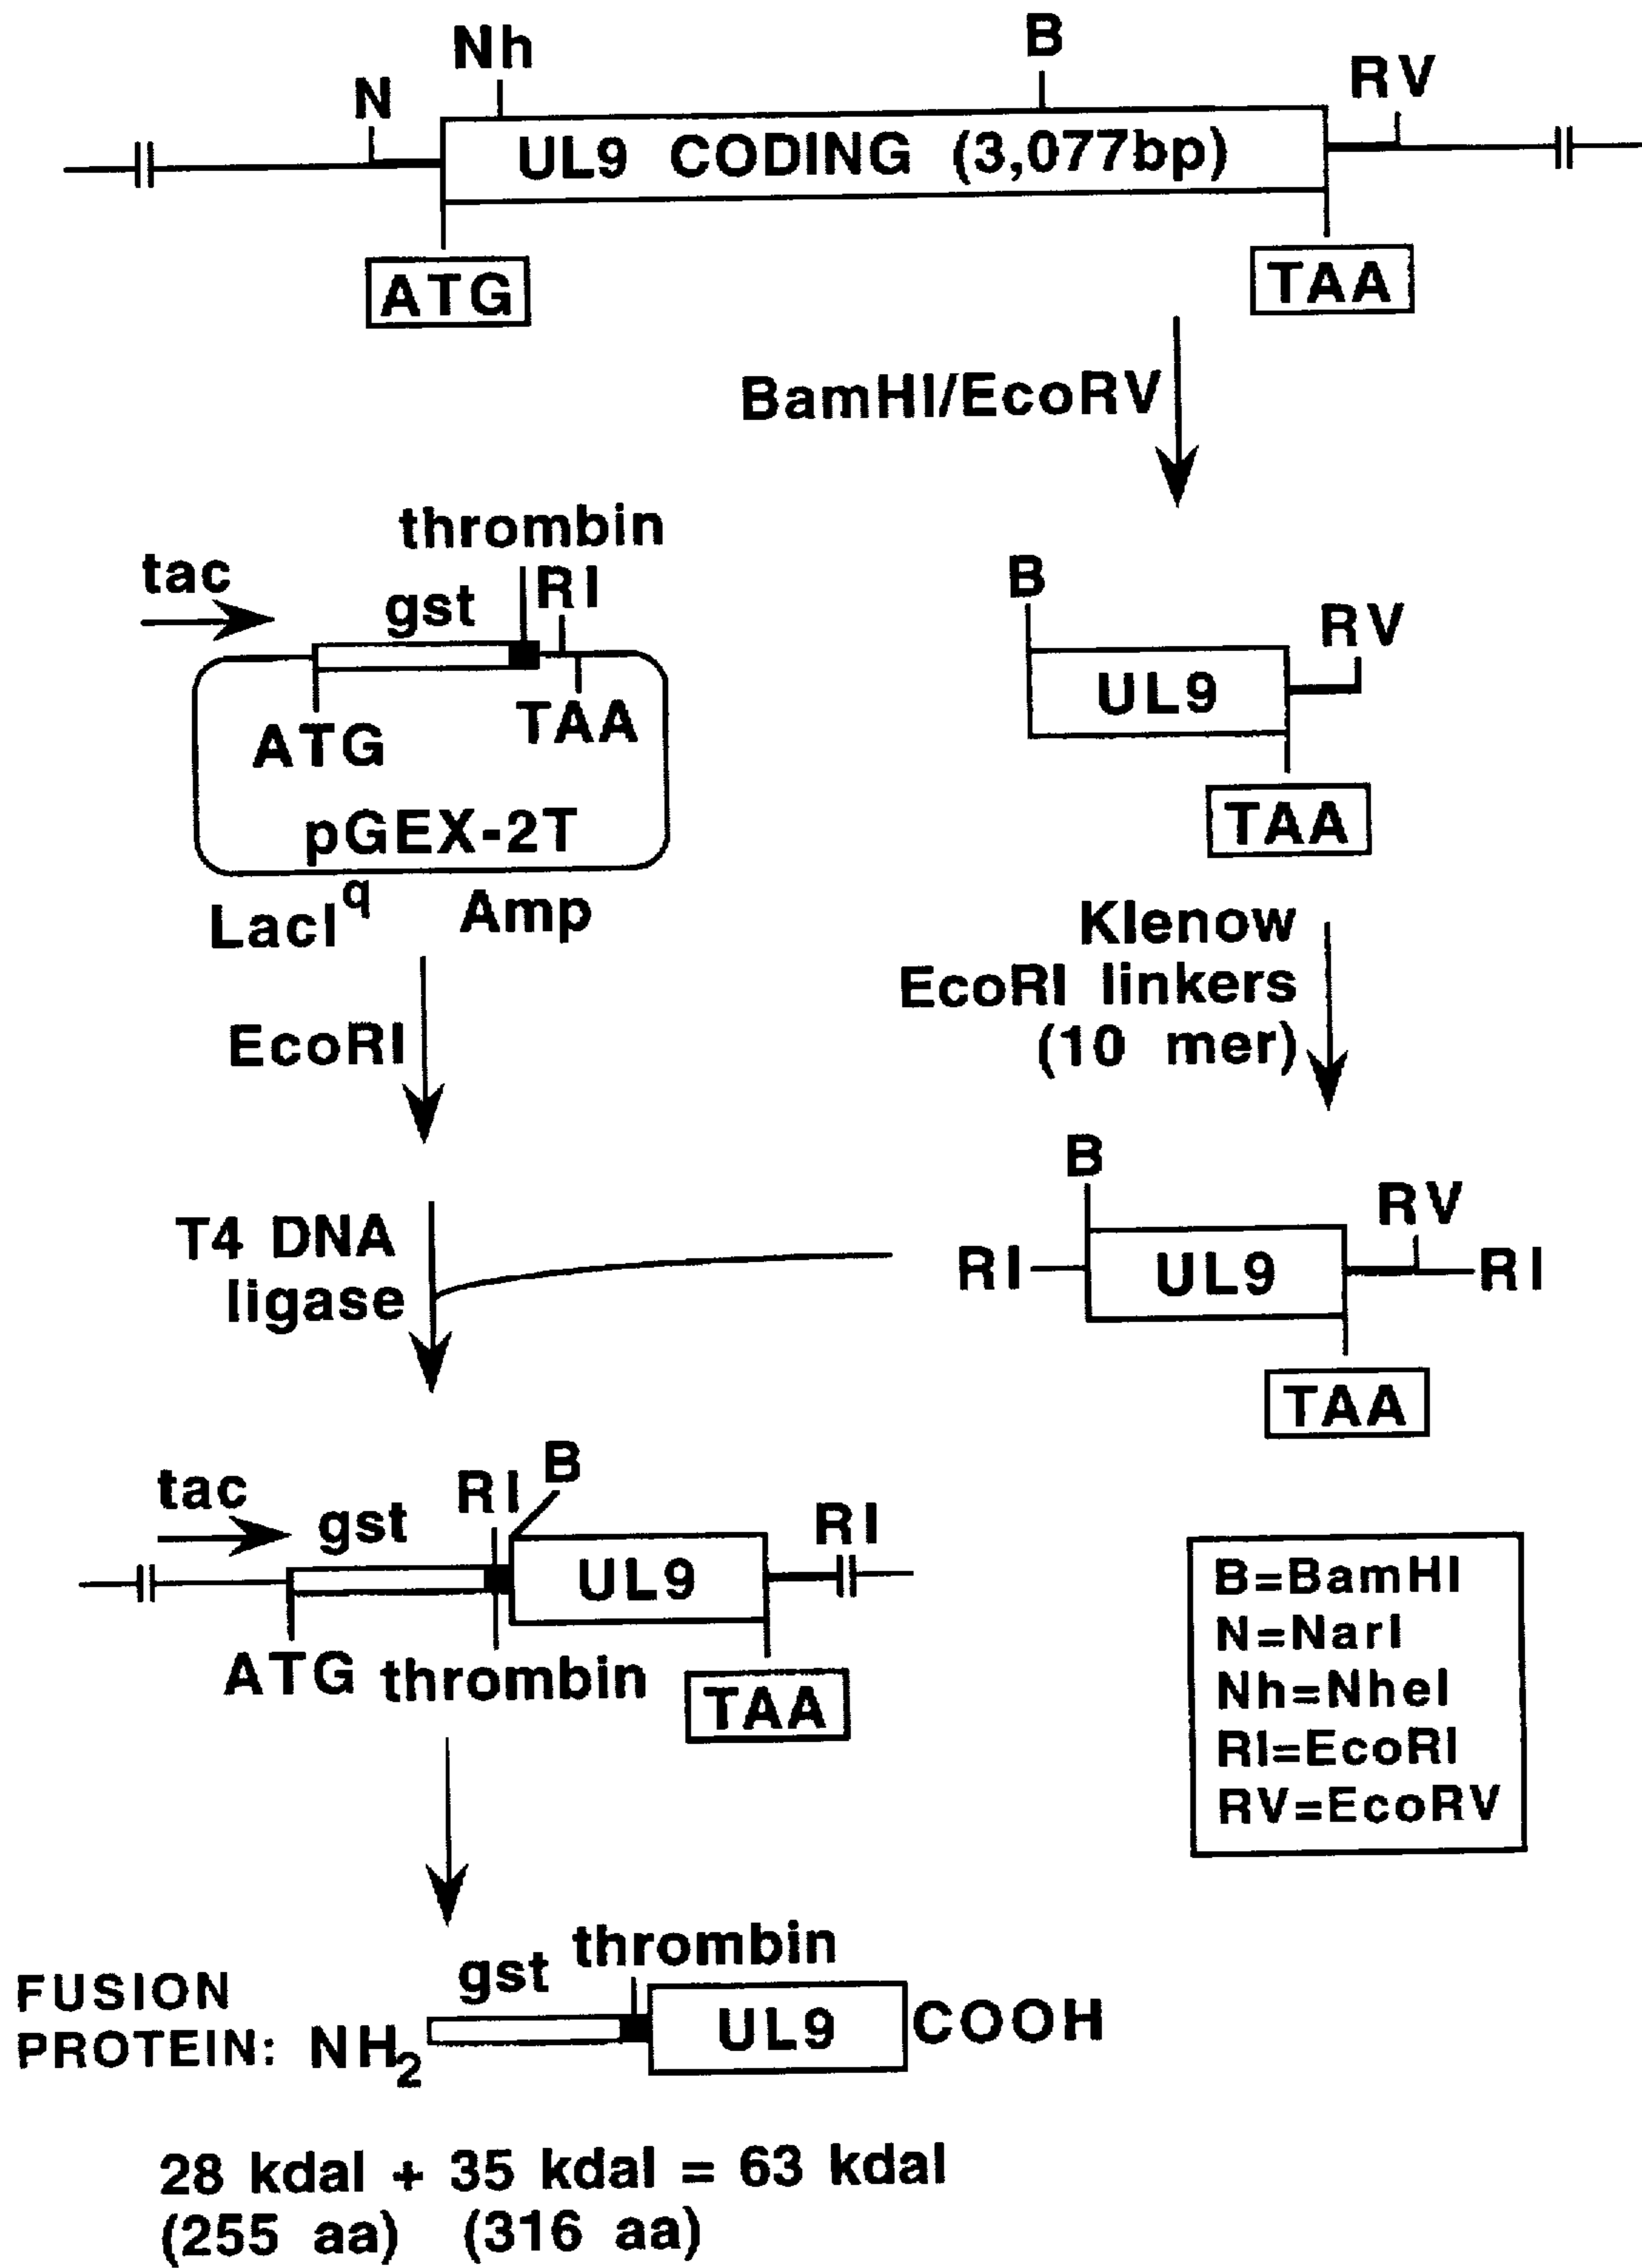 Nh
B
N
RV
UL9 CODING (3,077bp)
ATG
TAA
BamHI/EcoRV
thrombin
tac
gst
RI
ATG
TAA
pGEX-2T
LacI^q
Amp
EcoRI
B
RV
UL9
TAA
Klenow
EcoRI linkers
(10 mer)
T4 DNA
ligase
B
RV
RI
UL9
RI
TAA
tac
gst
RI
B
UL9
RI
ATG
thrombin
TAA
B=BamHI
N=NarI
Nh=NheI
RI=EcoRI
RV=EcoRV
thrombin
gst
FUSION
PROTEIN: NH2
UL9
COOH
28 kdal + 35 kdal = 63 kdal
(255 aa) (316 aa)